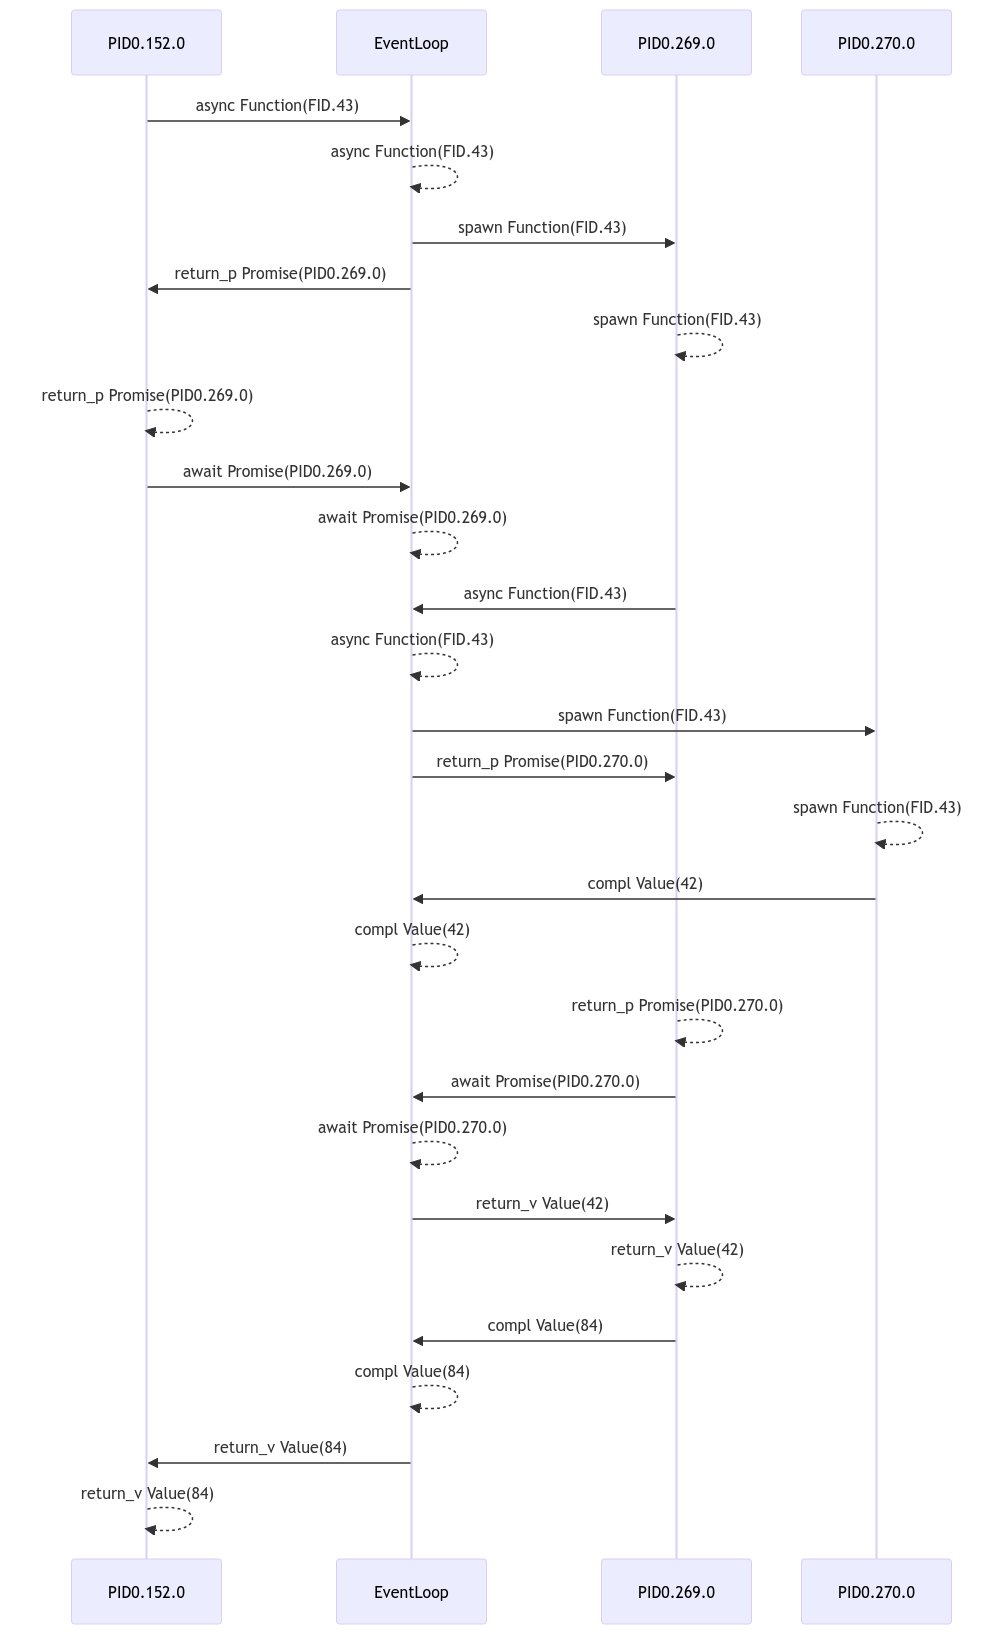 PID0.152.0
EventLoop
PID0.269.0
PID0.270.0
async Function(FID.43)
async Function(FID.43)
spawn Function(FID.43)
return_p Promise(PID0.269.0)
spawn Function(FID.43)
return_p Promise(PID0.269.0)
await Promise(PID0.269.0)
await Promise(PID0.269.0)
async Function(FID.43)
async Function(FID.43)
spawn Function(FID.43)
return_p Promise(PID0.270.0)
spawn Function(FID.43)
compl Value(42)
compl Value(42)
return_p Promise(PID0.270.0)
await Promise(PID0.270.0)
await Promise(PID0.270.0)
return_v Value(42)
return_v Value(42)
compl Value(84)
compl Value(84)
return_v Value(84)
return_v Value(84)
PID0.152.0
EventLoop
PID0.269.0
PID0.270.0